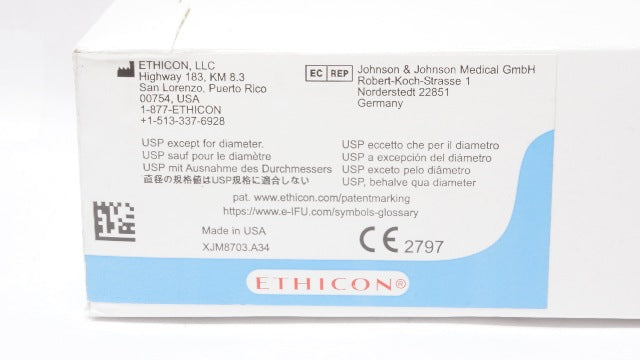 ETHICON, LLC
Highway 183, KM 8.3
San Lorenzo, Puerto Rico
00754, USA
1-877-ETHICON
+1-513-337-6928
EC REP
Johnson & Johnson Medical GmbH
Robert-Koch-Strasse 1
Norderstedt 22851
Germany
USP except for diameter.
USP sauf pour le diamètre
USP mit Ausnahme des Durchmessers
直径の規格値はUSP規格に適合しない
USP eccetto che per il diametro
USP a excepción del diámetro
USP exceto pelo diâmetro
USP, behalve qua diameter
pat. www.ethicon.com/patentmarking
https://www.e-IFU.com/symbols-glossary
Made in USA
XJM8703.A34
CE 2797
ETHICON®